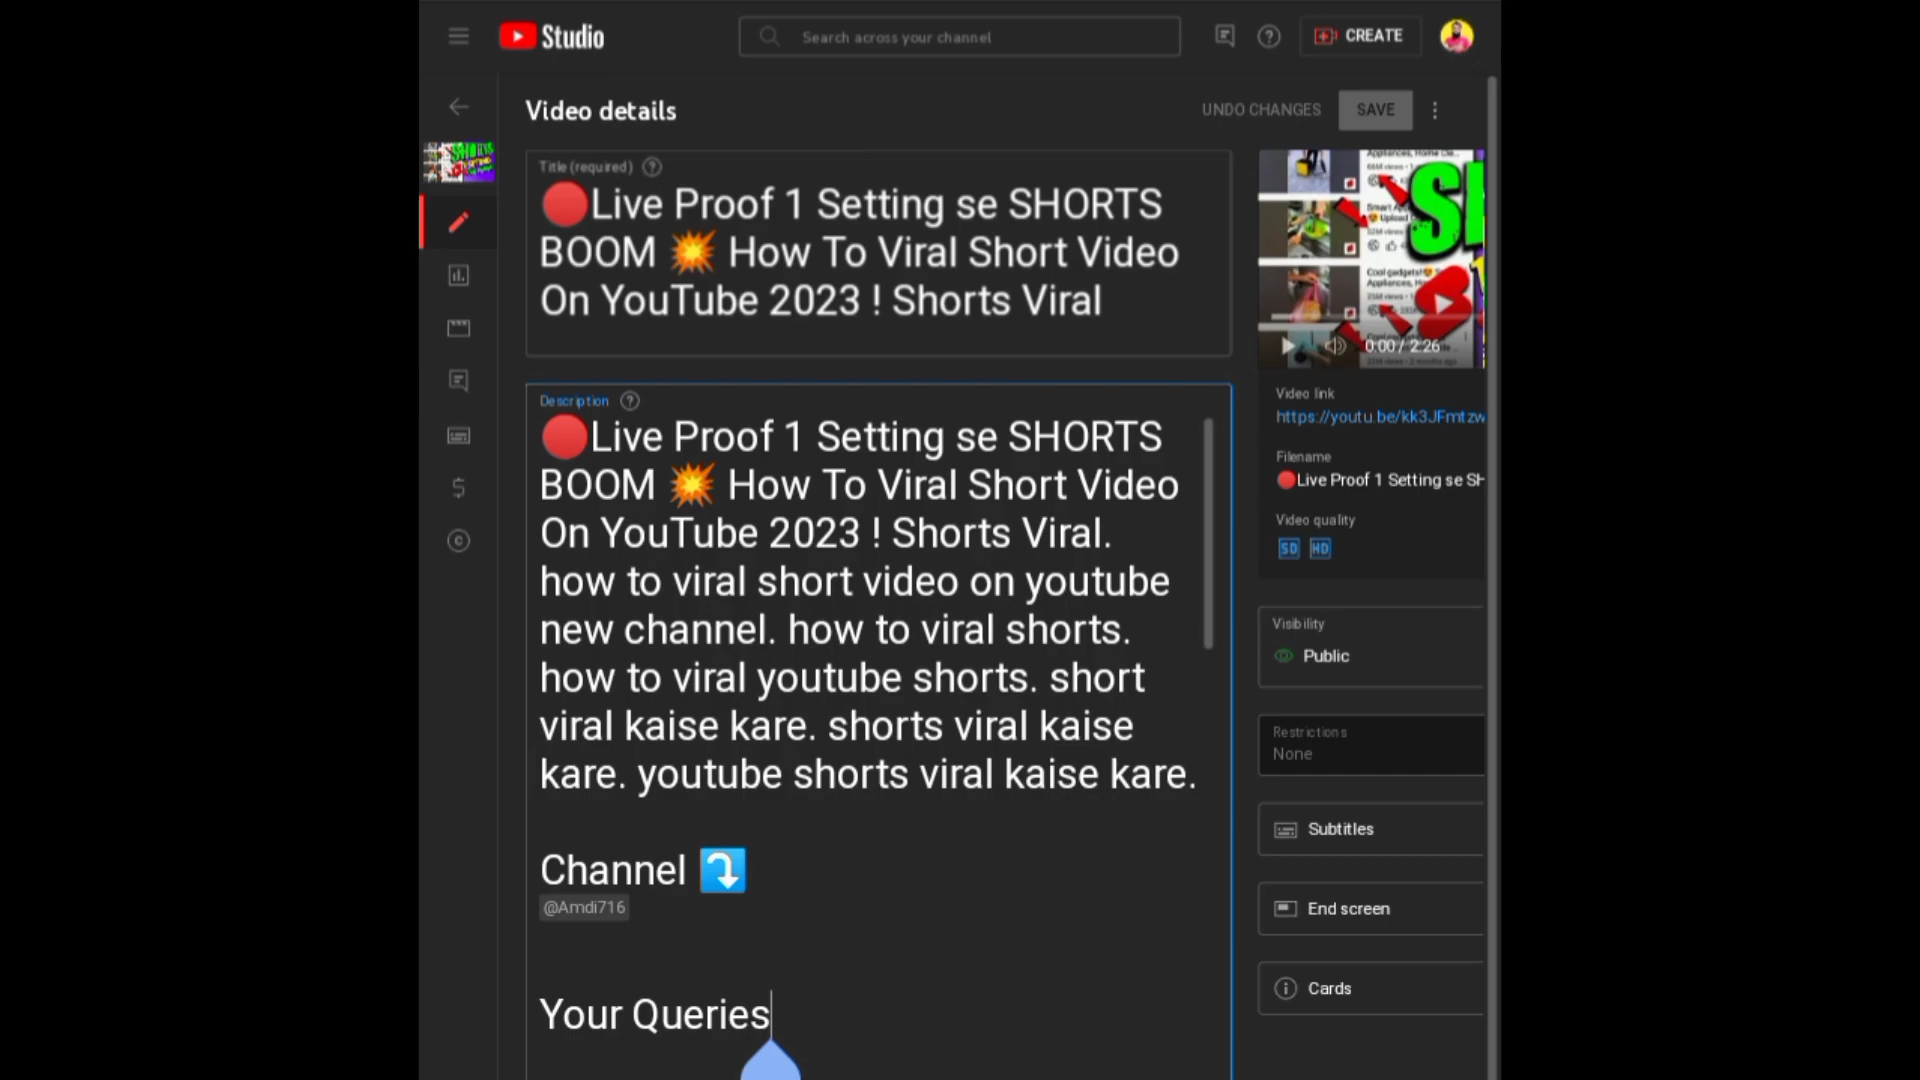 Studio
Search across your channel
CREATE
Video details
UNDO CHANGES
SAVE
Title (required)
🔴Live Proof 1 Setting se SHORTS
BOOM 💥 How To Viral Short Video
On YouTube 2023 ! Shorts Viral
Description
🔴Live Proof 1 Setting se SHORTS
BOOM 💥 How To Viral Short Video
On YouTube 2023 ! Shorts Viral.
how to viral short video on youtube
new channel. how to viral shorts.
how to viral youtube shorts. short
viral kaise kare. shorts viral kaise
kare. youtube shorts viral kaise kare.
Channel ⤵️
@Amdi716
Your Queries
0:00 / 2:26
Video link
https://youtu.be/kk3JFmtzw
Filename
🔴Live Proof 1 Setting se SH
Video quality
SD HD
Visibility
Public
Restrictions
None
Subtitles
End screen
Cards